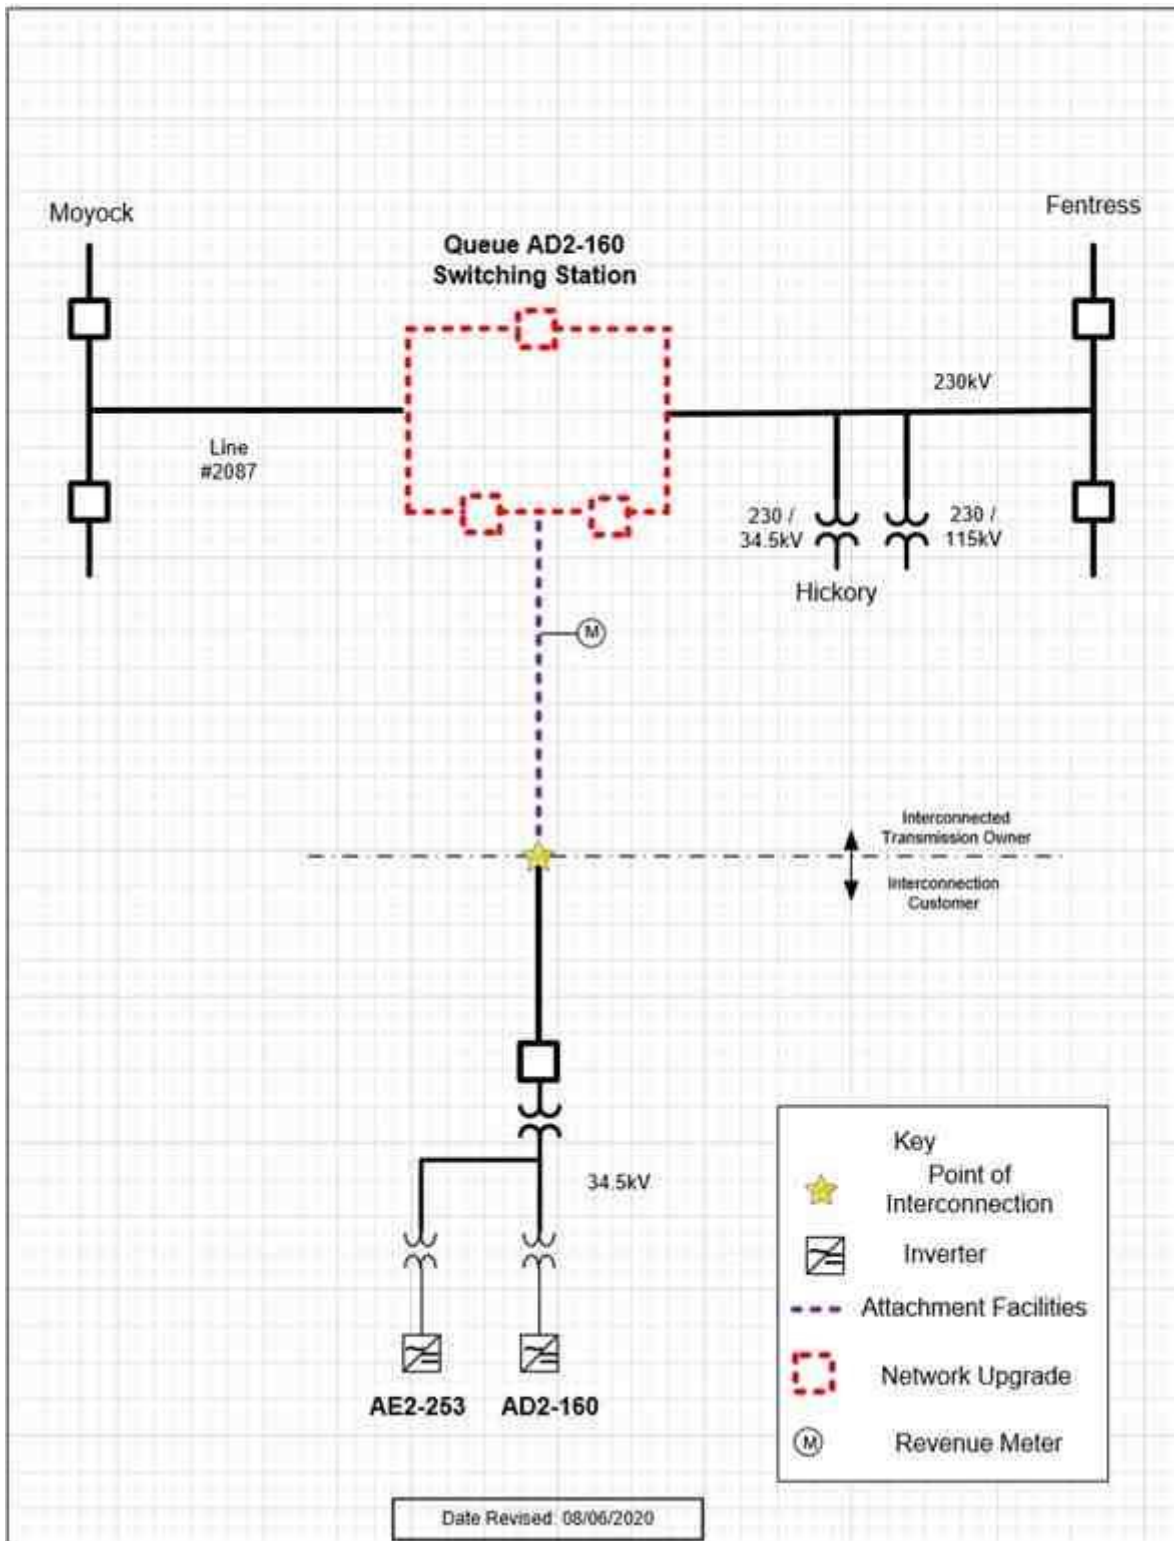 Moyock
Fentress
Queue AD2-160
Switching Station
230kV
Line
#2087
230 /
34.5kV
230 /
115kV
Hickory
M
Interconnected
Transmission Owner
Interconnection
Customer
34.5kV
AE2-253
AD2-160
Key
Point of
Interconnection
Inverter
Attachment Facilities
Network Upgrade
M
Revenue Meter
Date Revised: 08/06/2020